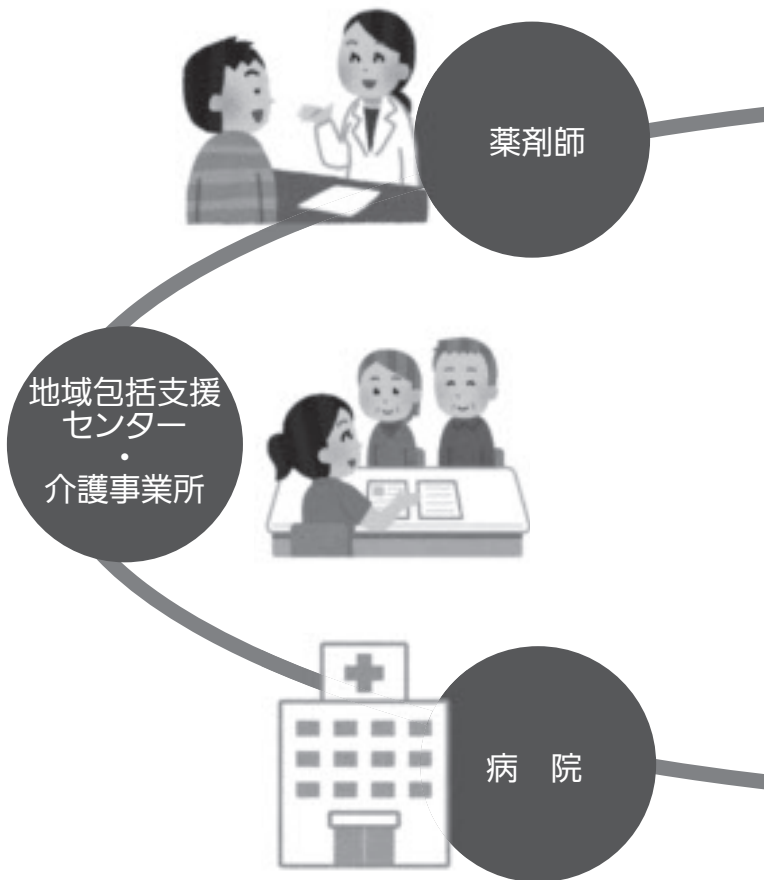 薬剤師
地域包括支援
センター
・
介護事業所
病　院